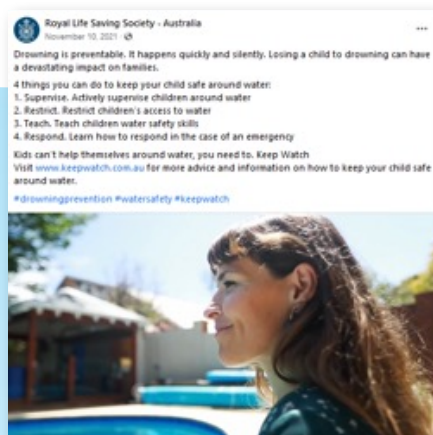 Royal Life Saving Society - Australia
November 10, 2021 ·
Drowning is preventable. It happens quickly and silently. Losing a child to drowning can have
a devastating impact on families.
4 things you can do to keep your child safe around water:
1. Supervise. Actively supervise children around water
2. Restrict. Restrict children's access to water
3. Teach. Teach children water safety skills
4. Respond. Learn how to respond in the case of an emergency
Kids can't help themselves around water, you need to. Keep Watch
Visit www.keepwatch.com.au for more advice and information on how to keep your child safe
around water.
#drowningprevention #watersafety #keepwatch